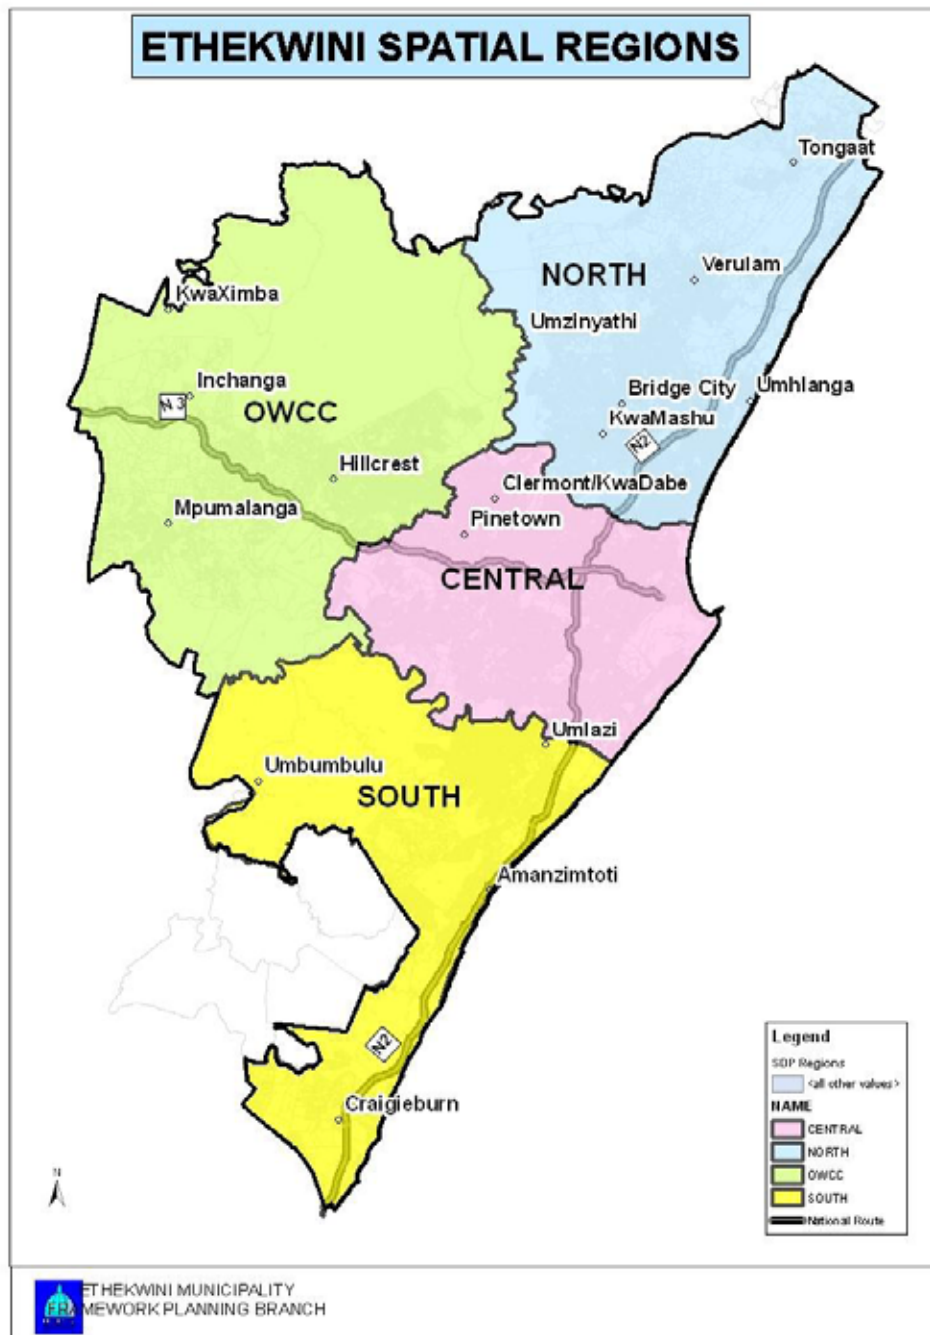 ETHEKWINI SPATIAL REGIONS
Tongaat
NORTH
Verulam
KwaXimba
Umzinyathi
Inchanga
Bridge City
Umhlanga
N3
OWCC
KwaMashu
N2
Hillcrest
Clermont/KwaDabe
Mpumalanga
Pinetown
CENTRAL
Umlazi
Umbumbulu
SOUTH
Amanzimtoti
N2
Craigieburn
Legend
SDP Regions
<all other values>
NAME
CENTRAL
NORTH
OWCC
SOUTH
National Route
N
ETHEKWINI MUNICIPALITY
FRAMEWORK PLANNING BRANCH